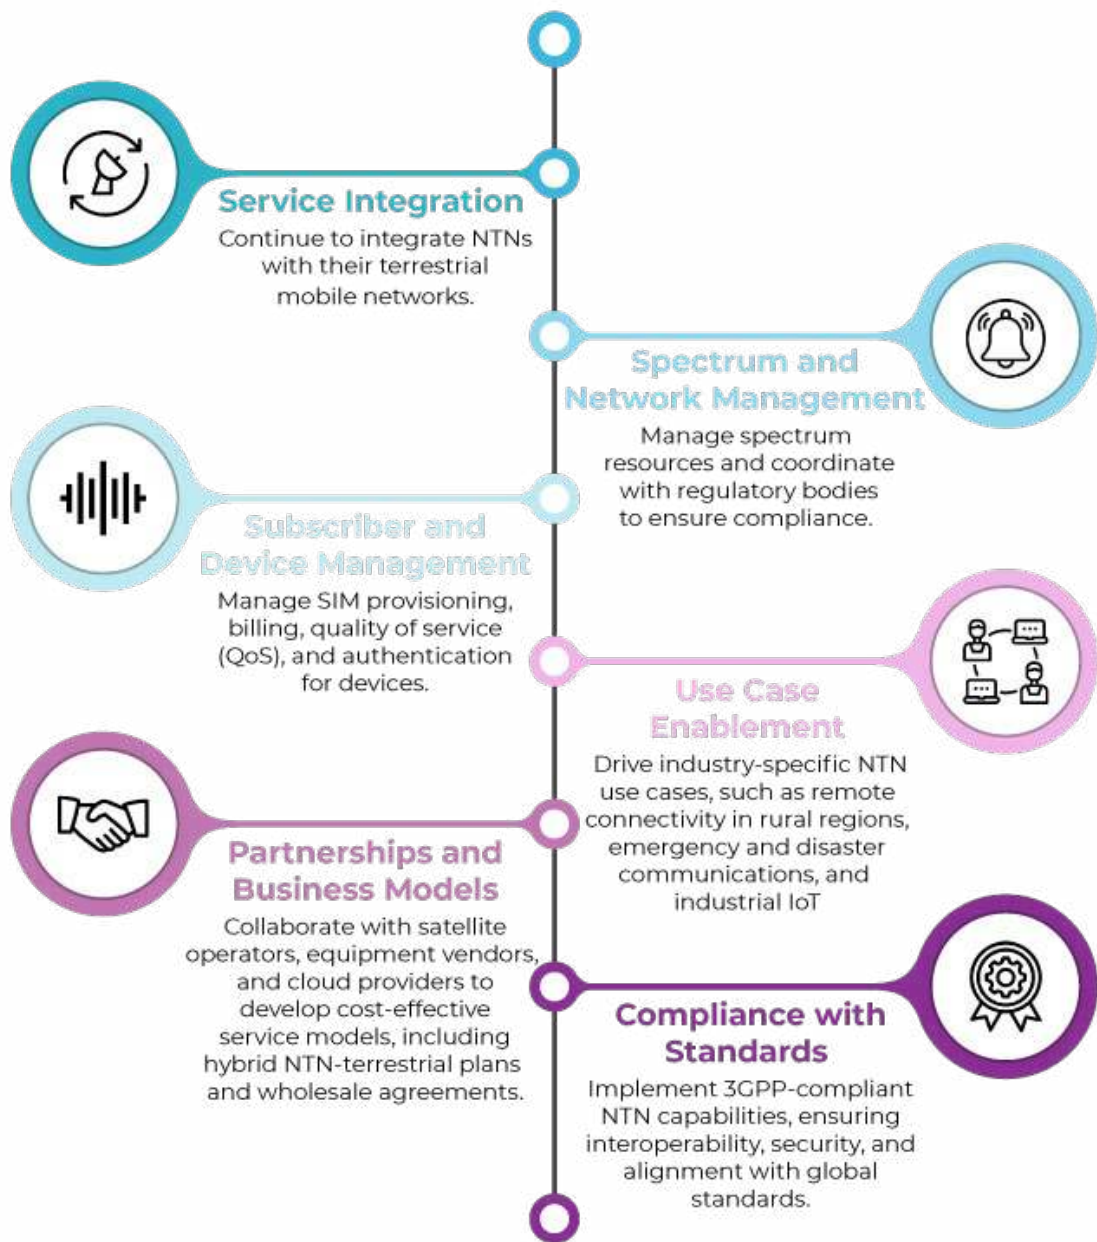 Service Integration
Continue to integrate NTNs
with their terrestrial
mobile networks.
Spectrum and
Network Management
Manage spectrum
resources and coordinate
with regulatory bodies
to ensure compliance.
Subscriber and
Device Management
Manage SIM provisioning,
billing, quality of service
(QoS), and authentication
for devices.
Use Case
Enablement
Drive industry-specific NTN
use cases, such as remote
connectivity in rural regions,
emergency and disaster
communications, and
industrial IoT
Partnerships and
Business Models
Collaborate with satellite
operators, equipment vendors,
and cloud providers to
develop cost-effective
service models, including
hybrid NTN-terrestrial plans
and wholesale agreements.
Compliance with
Standards
Implement 3GPP-compliant
NTN capabilities, ensuring
interoperability, security, and
alignment with global
standards.